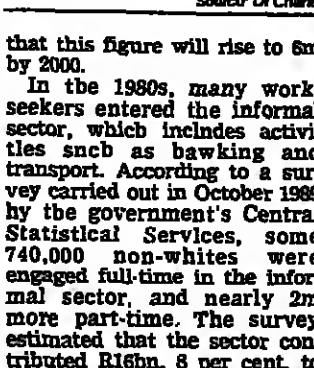 that this figure will rise to 6m
by 2000.
In the 1980s, many work
seekers entered the informal
sector, which includes activi
ties such as hawking and
transport. According to a sur
vey carried out in October 1989
by the government's Central
Statistical Services, some
740,000 non-whites were
engaged full-time in the infor
mal sector, and nearly 2m
more part-time. The survey
estimated that the sector con
tributed R16bn, 8 per cent, to